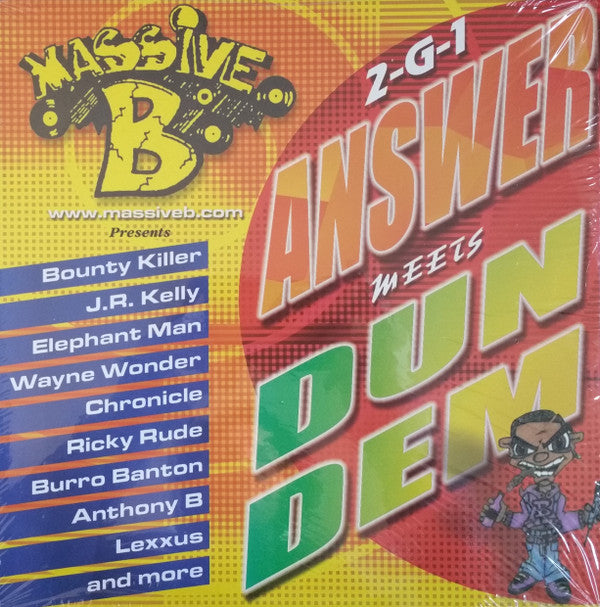 MASSIVE
B
www.massiveb.com
Presents
Bounty Killer
J.R. Kelly
Elephant Man
Wayne Wonder
Chronicle
Ricky Rude
Burro Banton
Anthony B
Lexxus
and more
2-G-1
ANSWER
MEETS
DUN
DEM